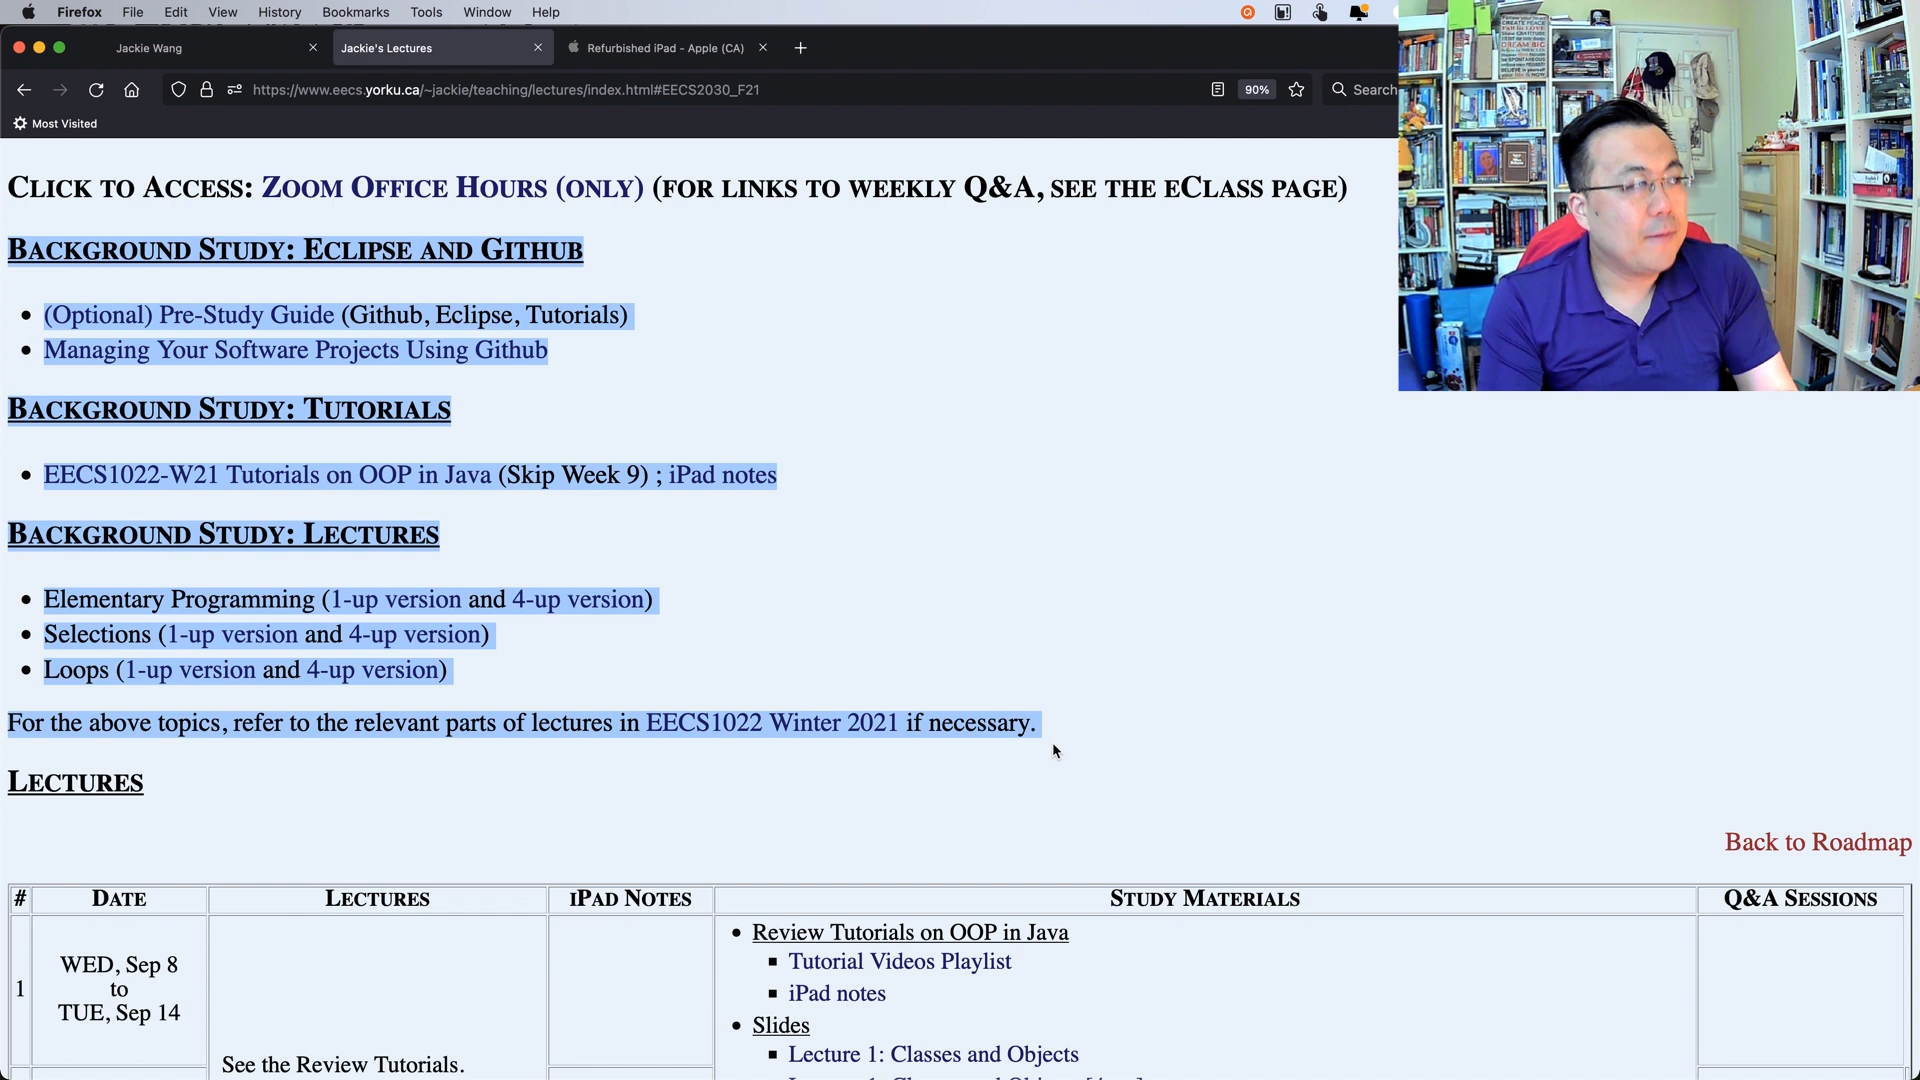 Firefox File Edit View History Bookmarks Tools Window Help
Jackie Wang
Jackie's Lectures
Refurbished iPad - Apple (CA)
https://www.eecs.yorku.ca/~jackie/teaching/lectures/index.html#EECS2030_F21
90%
Search
Most Visited
CLICK TO ACCESS: ZOOM OFFICE HOURS (ONLY) (FOR LINKS TO WEEKLY Q&A, SEE THE eCLASS PAGE)
BACKGROUND STUDY: ECLIPSE AND GITHUB
• (Optional) Pre-Study Guide (Github, Eclipse, Tutorials)
• Managing Your Software Projects Using Github
BACKGROUND STUDY: TUTORIALS
• EECS1022-W21 Tutorials on OOP in Java (Skip Week 9) ; iPad notes
BACKGROUND STUDY: LECTURES
• Elementary Programming (1-up version and 4-up version)
• Selections (1-up version and 4-up version)
• Loops (1-up version and 4-up version)
For the above topics, refer to the relevant parts of lectures in EECS1022 Winter 2021 if necessary.
LECTURES
Back to Roadmap
# DATE LECTURES iPAD NOTES STUDY MATERIALS Q&A SESSIONS
1
WED, Sep 8
to
TUE, Sep 14
See the Review Tutorials.
• Review Tutorials on OOP in Java
▪ Tutorial Videos Playlist
▪ iPad notes
• Slides
▪ Lecture 1: Classes and Objects